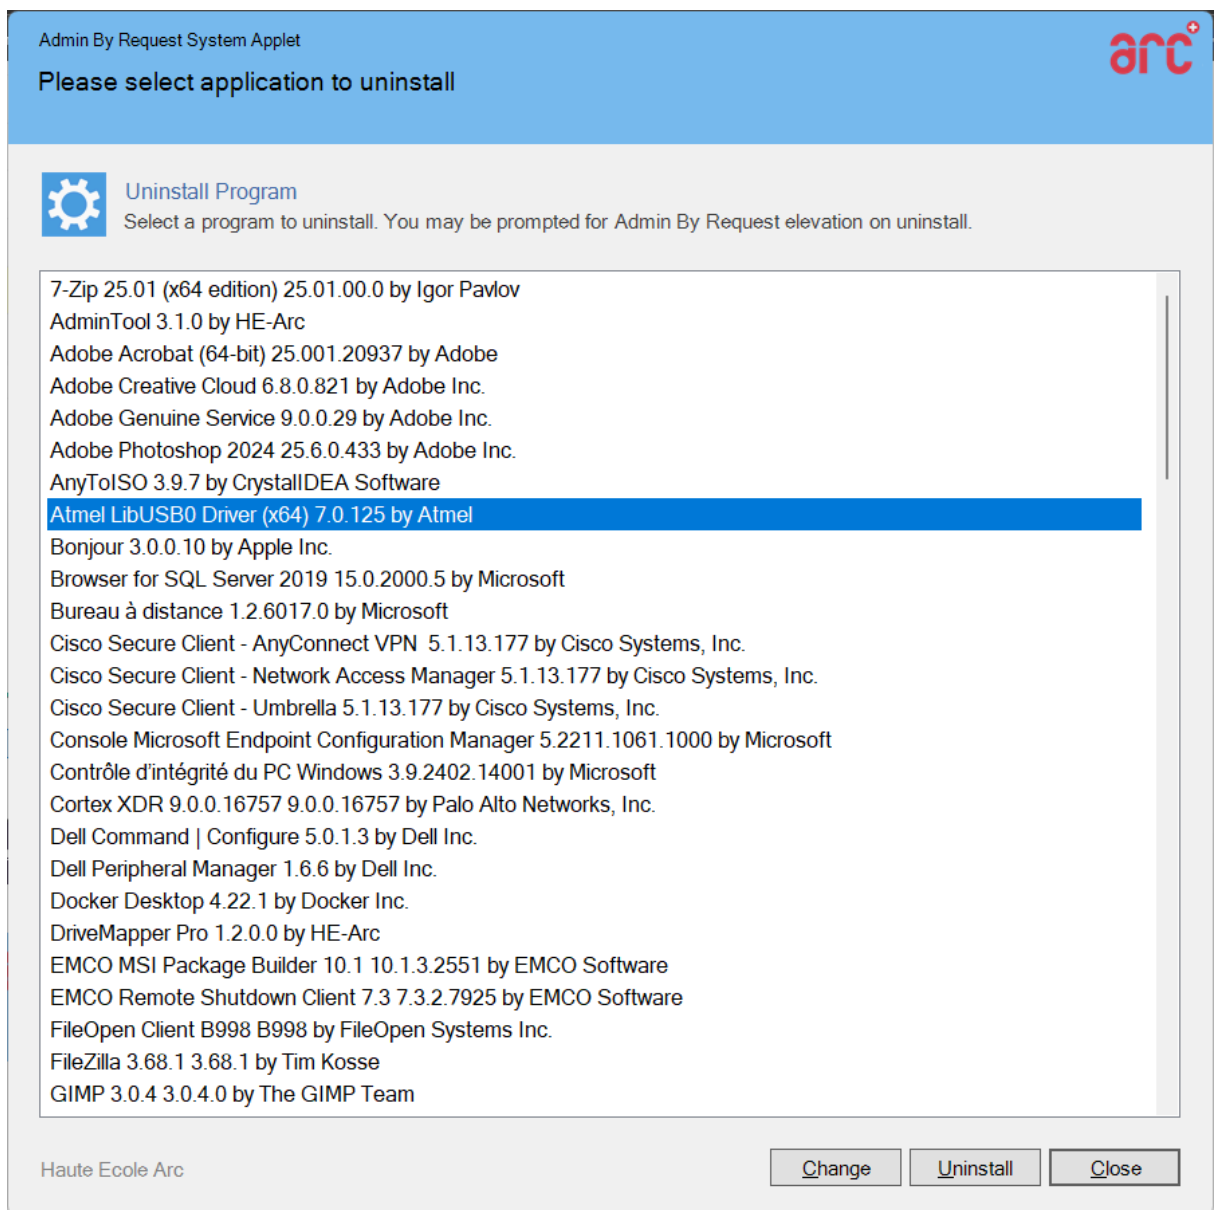 Admin By Request System Applet
arc
Please select application to uninstall
Uninstall Program
Select a program to uninstall. You may be prompted for Admin By Request elevation on uninstall.
7-Zip 25.01 (x64 edition) 25.01.00.0 by Igor Pavlov
AdminTool 3.1.0 by HE-Arc
Adobe Acrobat (64-bit) 25.001.20937 by Adobe
Adobe Creative Cloud 6.8.0.821 by Adobe Inc.
Adobe Genuine Service 9.0.0.29 by Adobe Inc.
Adobe Photoshop 2024 25.6.0.433 by Adobe Inc.
AnyToISO 3.9.7 by CrystalIDEA Software
Atmel LibUSB0 Driver (x64) 7.0.125 by Atmel
Bonjour 3.0.0.10 by Apple Inc.
Browser for SQL Server 2019 15.0.2000.5 by Microsoft
Bureau à distance 1.2.6017.0 by Microsoft
Cisco Secure Client - AnyConnect VPN  5.1.13.177 by Cisco Systems, Inc.
Cisco Secure Client - Network Access Manager 5.1.13.177 by Cisco Systems, Inc.
Cisco Secure Client - Umbrella 5.1.13.177 by Cisco Systems, Inc.
Console Microsoft Endpoint Configuration Manager 5.2211.1061.1000 by Microsoft
Contrôle d’intégrité du PC Windows 3.9.2402.14001 by Microsoft
Cortex XDR 9.0.0.16757 9.0.0.16757 by Palo Alto Networks, Inc.
Dell Command | Configure 5.0.1.3 by Dell Inc.
Dell Peripheral Manager 1.6.6 by Dell Inc.
Docker Desktop 4.22.1 by Docker Inc.
DriveMapper Pro 1.2.0.0 by HE-Arc
EMCO MSI Package Builder 10.1 10.1.3.2551 by EMCO Software
EMCO Remote Shutdown Client 7.3 7.3.2.7925 by EMCO Software
FileOpen Client B998 B998 by FileOpen Systems Inc.
FileZilla 3.68.1 3.68.1 by Tim Kosse
GIMP 3.0.4 3.0.4.0 by The GIMP Team
Haute Ecole Arc
Change
Uninstall
Close